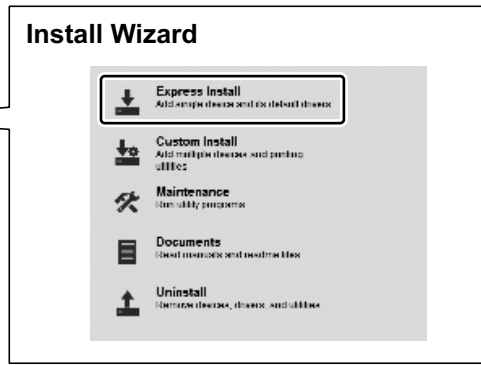 Install Wizard
Express Install
Add single device and its default drivers
Custom Install
Add multiple devices and printing
utilities
Maintenance
Run utility programs
Documents
Read manuals and readme files
Uninstall
Remove devices, drivers, and utilities